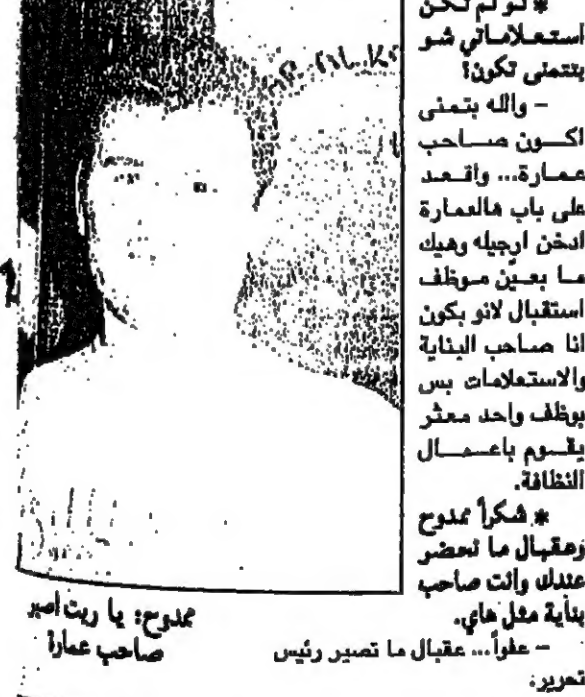 * لو لم تكن
استعلاماتي شو
بتتمنى تكون؟
– والله بتمنى
اكون صاحب
عمارة... واقعد
على باب هالعمارة
ادخن ارجيله وهيك
ما بعيّن موظف
استقبال لانو بكون
انا صاحب البناية
والاستعلامات بس
بوظف واحد معثر
يقوم باعمال
النظافة.
* شكراً ممدوح
وعقبال ما نحضر
عندك وانت صاحب
بناية مثل هاي.
– عفواً... عقبال ما تصير رئيس
تحرير.
ممدوح: يا ريت اصير
صاحب عمارة